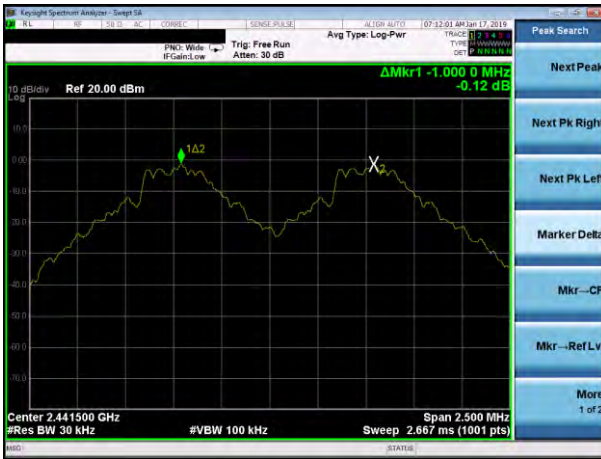 Keysight Spectrum Analyzer - Swept SA
RL RF 50 Ω AC CORREC SENSE:PULSE ALIGN AUTO 07:12:01 AM Jan 17, 2019
PNO: Wide
IFGain:Low
Trig: Free Run
Atten: 30 dB
Avg Type: Log-Pwr
TRACE 1 2 3 4 5 6
TYPE M WWWWW
DET P NNNNN
ΔMkr1 -1.000 0 MHz
-0.12 dB
10 dB/div Ref 20.00 dBm
Log
10.0
0.00
-10.0
-20.0
-30.0
-40.0
-60.0
-70.0
1Δ2
X2
Center 2.441500 GHz
#Res BW 30 kHz
#VBW 100 kHz
Span 2.500 MHz
Sweep 2.667 ms (1001 pts)
MSG
STATUS
Peak Search
Next Peak
Next Pk Right
Next Pk Left
Marker Delta
Mkr→CF
Mkr→Ref Lv
More
1 of 2